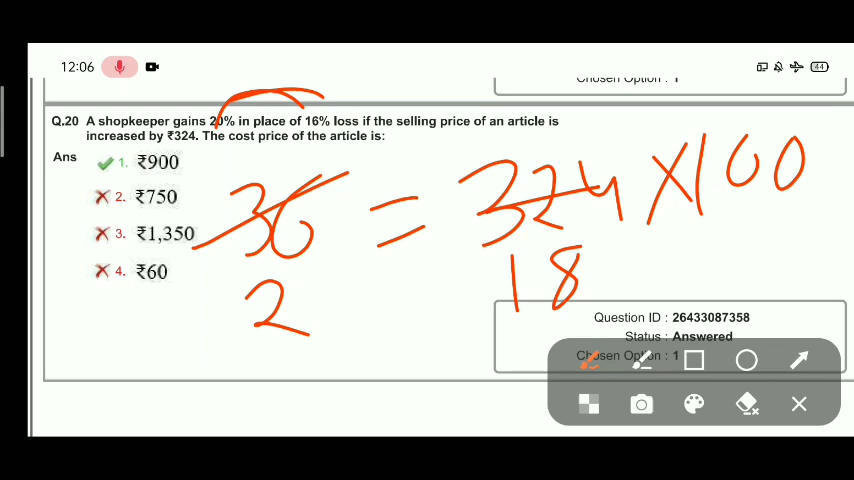 12:06
44
Chosen Option : 1
Q.20 A shopkeeper gains 20% in place of 16% loss if the selling price of an article is
increased by ₹324. The cost price of the article is:
Ans
1. ₹900
2. ₹750
3. ₹1,350
4. ₹60
36 = 324 × 100
2 18
Question ID : 26433087358
Status : Answered
Chosen Option : 1